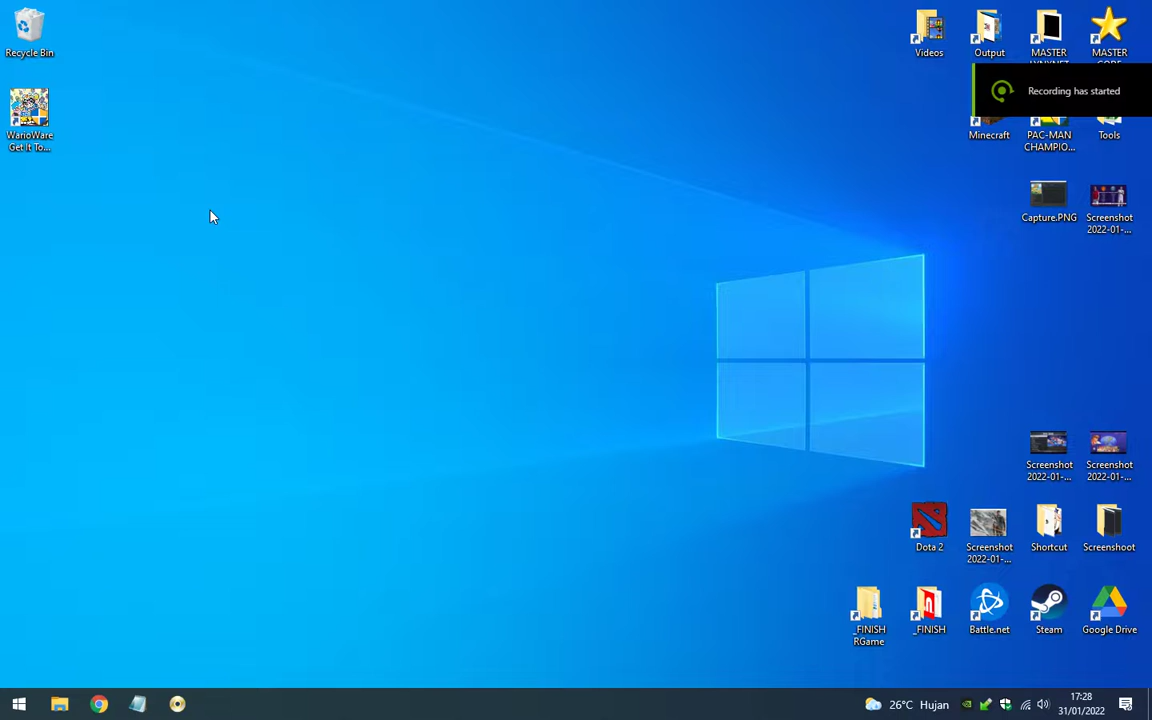 Recycle Bin
WarioWare
Get It To...
Videos
Output
MASTER
MASTER
Recording has started
Minecraft
PAC-MAN
CHAMPIO...
Tools
Capture.PNG
Screenshot
2022-01-...
Screenshot
2022-01-...
Screenshot
2022-01-...
Dota 2
Screenshot
2022-01-...
Shortcut
Screenshoot
_FINISH
RGame
_FINISH
Battle.net
Steam
Google Drive
26°C Hujan
17:28
31/01/2022